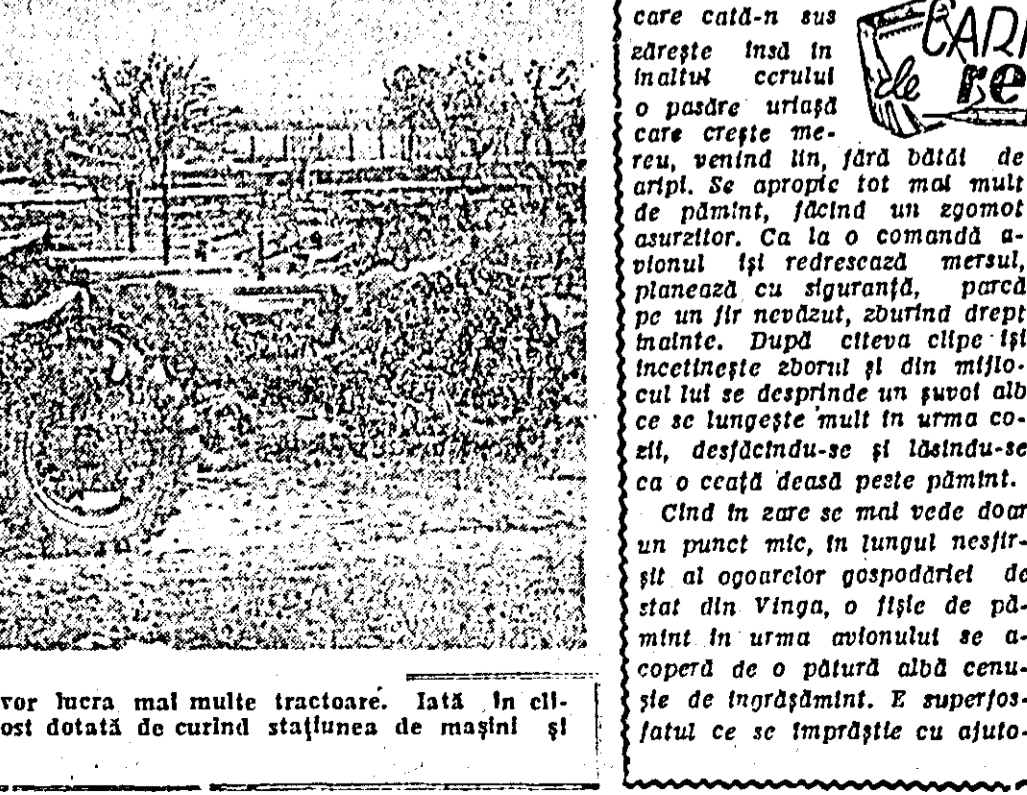 vor lucra mai multe tractoare. Iată în cli-
ost dotată de curînd stațiunea de mașini și
care cată-n sus
zărește însă în
înaltul cerului
o pasăre uriașă
care crește me-
reu, venind lin, fără bătăi de
aripi. Se apropie tot mai mult
de pămînt, făcînd un zgomot
asurzitor. Ca la o comandă a-
vionul își redresează mersul,
planează cu siguranță, parcă
pe un fir nevăzut, zburînd drept
înainte. După cîteva clipe își
încetinește zborul și din mijlo-
cul lui se desprinde un șuvoi alb
ce se lungește mult în urma co-
zii, desfăcîndu-se și lăsîndu-se
ca o ceață deasă peste pămînt.
Cînd în zare se mai vede doar
un punct mic, în lungul nesfîr-
șit al ogoarelor gospodăriei de
stat din Vinga, o fîșie de pă-
mînt în urma avionului se a-
coperă de o pătură albă cenu-
șie de îngrășămînt. E superfos-
fatul ce se împrăștie cu ajuto-
CARN
de re